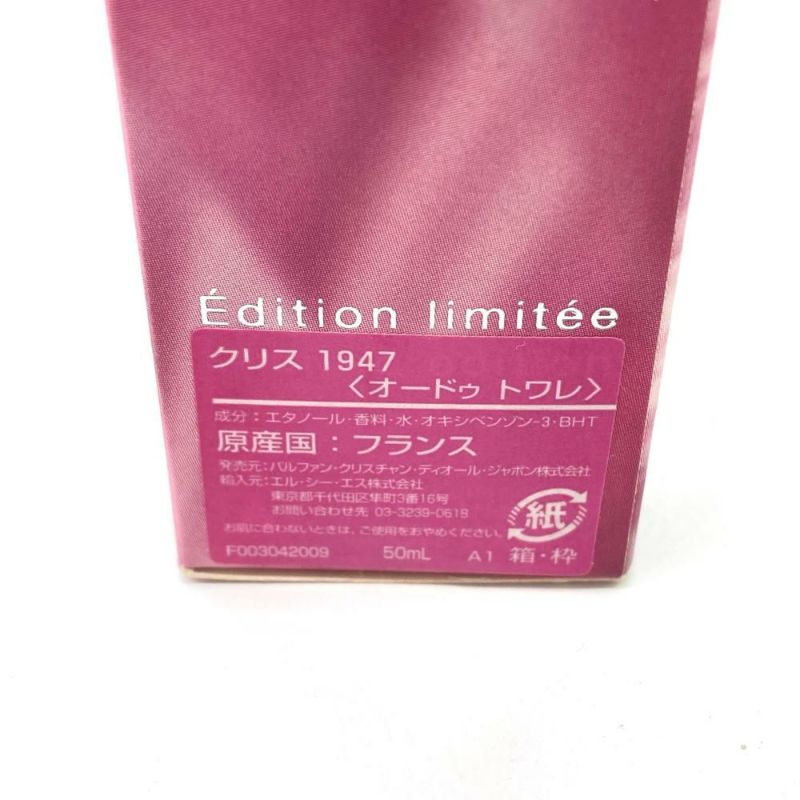 Édition limitée
クリス 1947
〈オードゥ トワレ〉
成分：エタノール・香料・水・オキシベンゾン-3・BHT
原産国：フランス
発売元：パルファン・クリスチャン・ディオール・ジャポン株式会社
輸入元：エル・シー・エス株式会社
東京都千代田区隼町3番16号
お問い合わせ先 03-3239-0618
お肌に合わないときは、ご使用をおやめください。
紙
F003042009 50mL A1 箱・枠